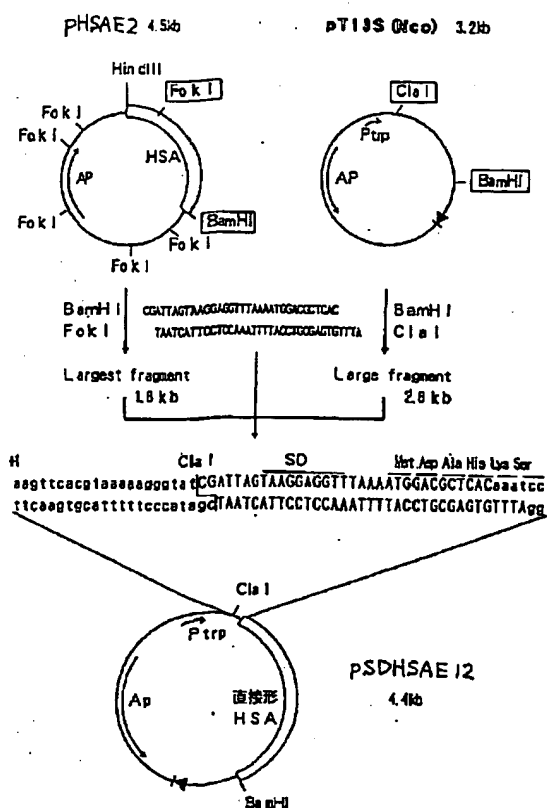 pHSAE2 4.5kb
pT13S (Nco) 3.2kb
HindIII
FokI
FokI
FokI
HSA
AP
FokI
BamHI
FokI
FokI
ClaI
Ptrp
AP
BamHI
BamHI
FokI
CGATTAGTAAGGAGGTTTAAAATGGACGCTCAC
TAATCATTCCTCCAAATTTTACCTGCGAGTGTTTA
BamHI
ClaI
Largest fragment
1.8 kb
Large fragment
2.8 kb
H
ClaI
SD
Met Asp Ala His Lys Ser
aagttcacgtaaaaagggtatCGATTAGTAAGGAGGTTTAAAATGGACGCTCACaaatcc
ttcaagtgcatttttcccatagcTAATCATTCCTCCAAATTTTACCTGCGAGTGTTTAgg
ClaI
Ptrp
Ap
直接形
HSA
BamHI
pSDHSAE12
4.4kb